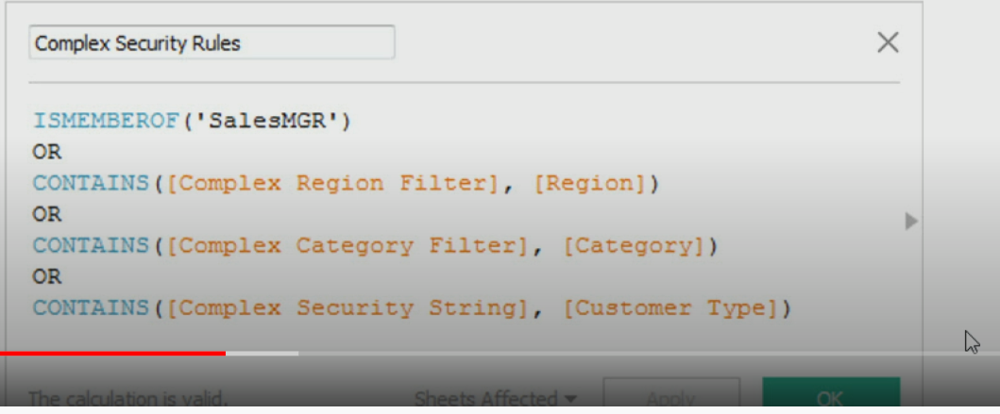 Complex Security Rules
ISMEMBEROF('SalesMGR')
OR
CONTAINS([Complex Region Filter], [Region])
OR
CONTAINS([Complex Category Filter], [Category])
OR
CONTAINS([Complex Security String], [Customer Type])
The calculation is valid. Sheets Affected Apply OK